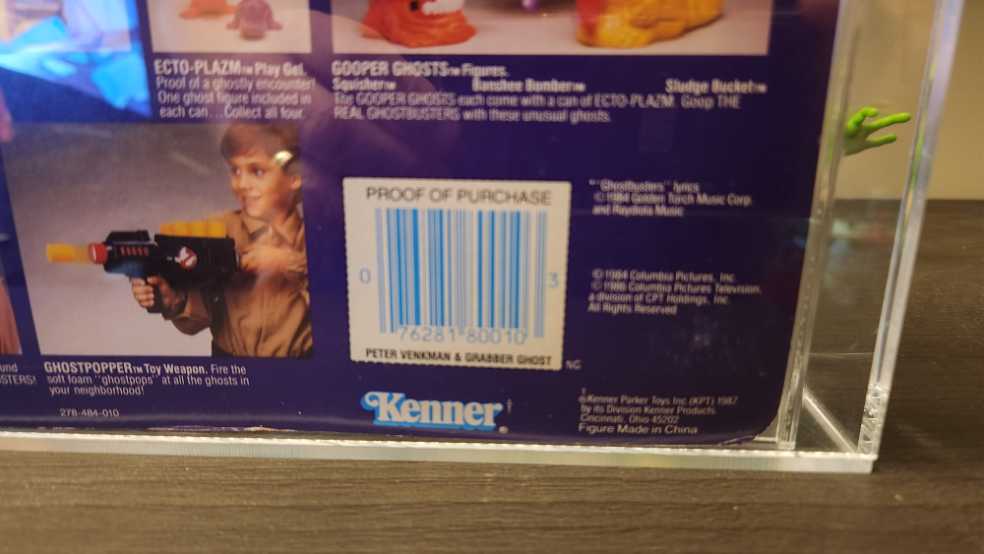 ECTO-PLAZM™ Play Gel.
Proof of a ghostly encounter!
One ghost figure included in
each can...Collect all four.
GOOPER GHOSTS™ Figures.
Squisher™ Banshee Bomber™ Sludge Bucket™
The GOOPER GHOSTS each come with a can of ECTO-PLAZM. Goop THE
REAL GHOSTBUSTERS with these unusual ghosts.
PROOF OF PURCHASE
0 76281-80010 3
PETER VENKMAN & GRABBER GHOST
NG
"Ghostbusters" lyrics
© 1984 Golden Torch Music Corp.
and Raydiola Music
© 1984 Columbia Pictures, Inc.
© 1986 Columbia Pictures Television,
a division of CPT Holdings, Inc.
All Rights Reserved
und
STERS!
GHOSTPOPPER™ Toy Weapon. Fire the
soft foam "ghostpops" at all the ghosts in
your neighborhood!
278-484-010
Kenner†®
†
©Kenner Parker Toys Inc. (KPT) 1987
by its Division Kenner Products
Cincinnati, Ohio 45202
Figure Made in China